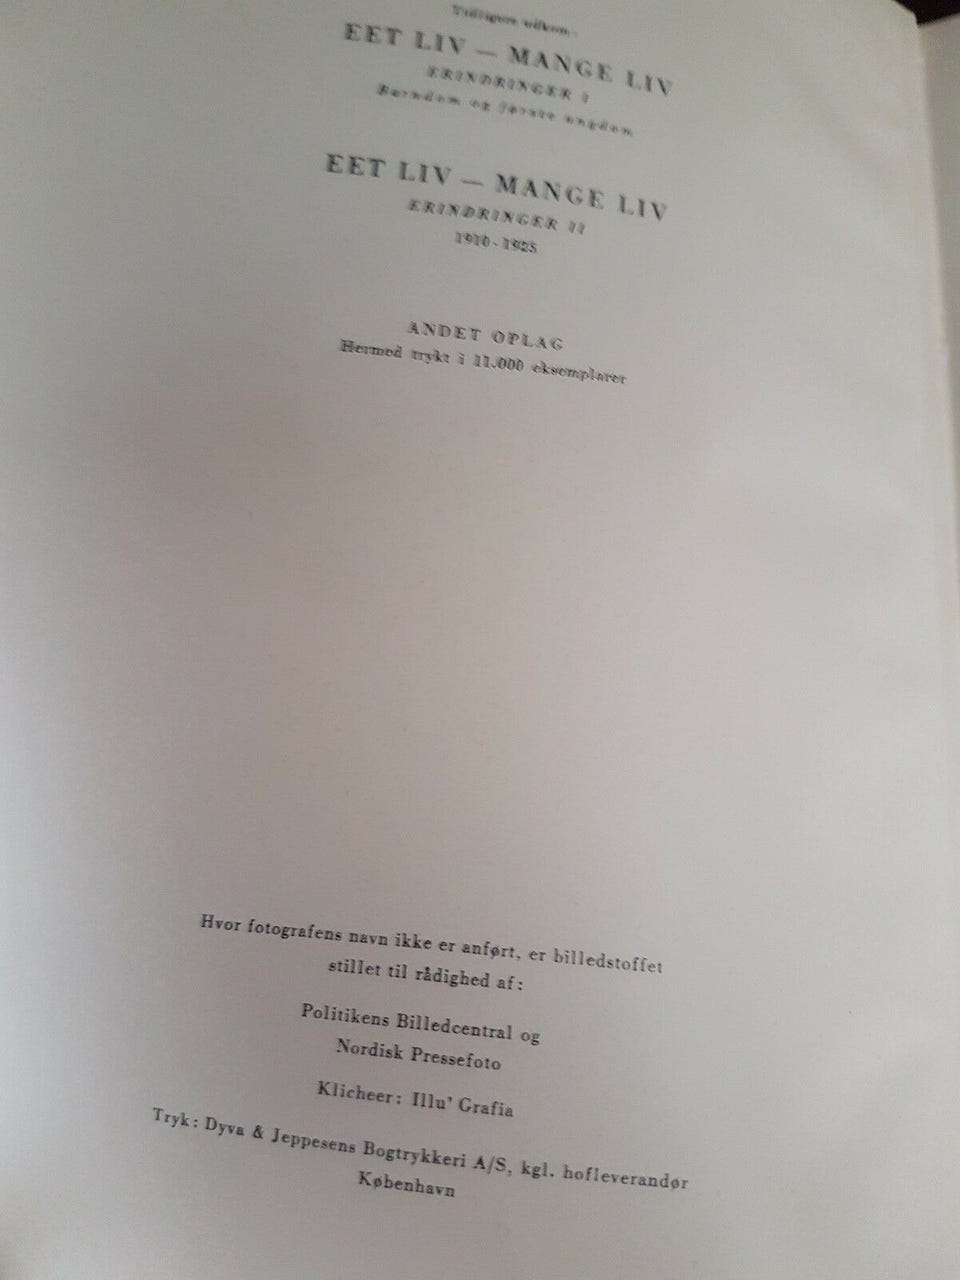 Tidligere udkom:
EET LIV — MANGE LIV
ERINDRINGER I
Barndom og første ungdom
EET LIV — MANGE LIV
ERINDRINGER II
1910-1925
ANDET OPLAG
Hermed trykt i 11.000 eksemplarer
Hvor fotografens navn ikke er anført, er billedstoffet
stillet til rådighed af:
Politikens Billedcentral og
Nordisk Pressefoto
Klicheer: Illu' Grafia
Tryk: Dyva & Jeppesens Bogtrykkeri A/S, kgl. hofleverandør
København